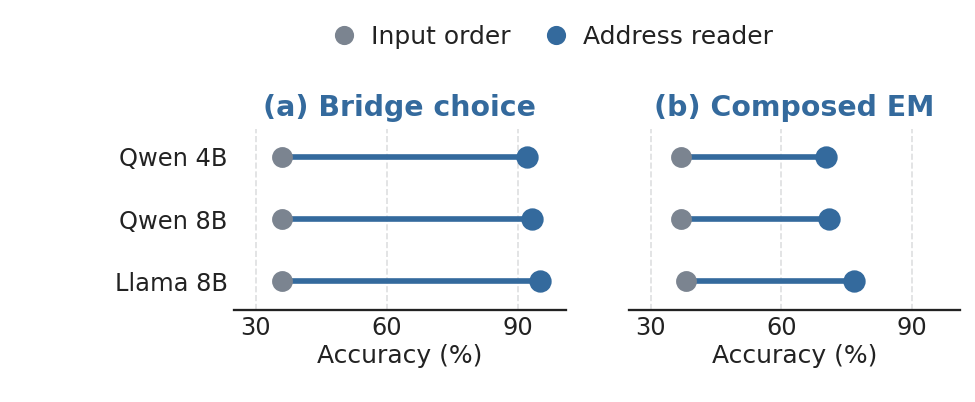 Input order Address reader
(a) Bridge choice (b) Composed EM
Qwen 4B
Qwen 8B
Llama 8B
30 60 90 30 60 90
Accuracy (%) Accuracy (%)